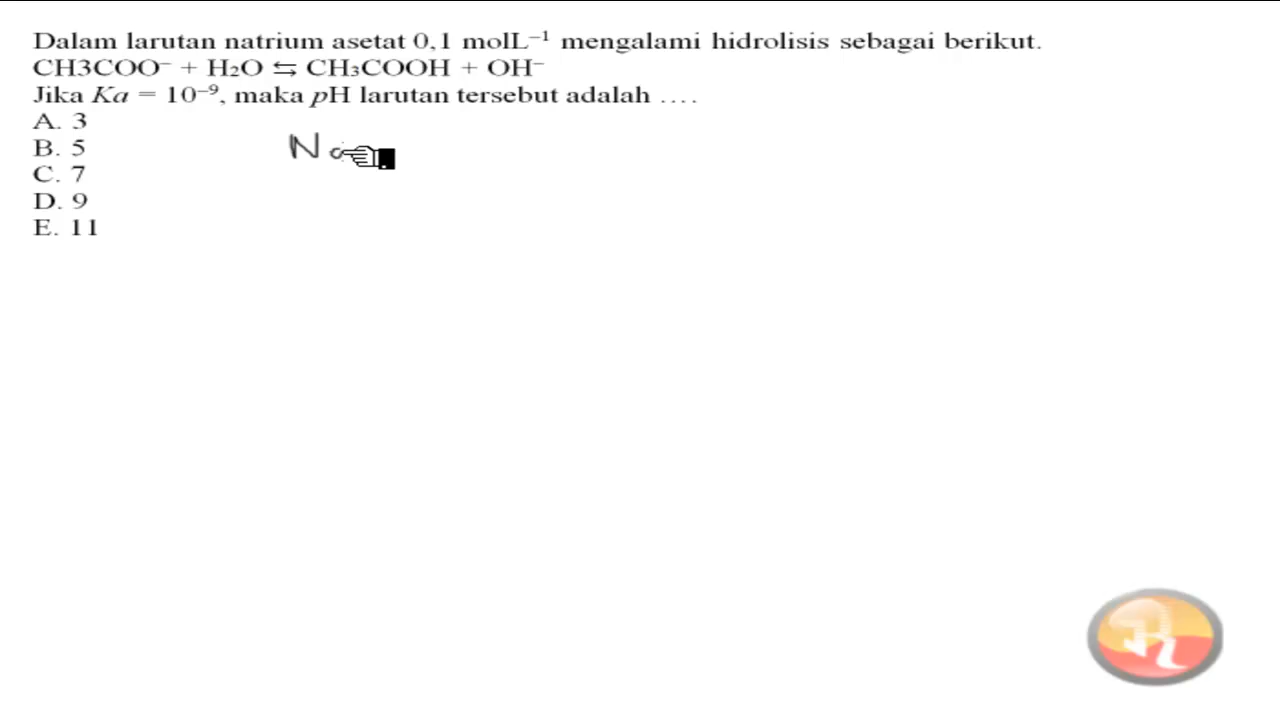 Dalam larutan natrium asetat 0,1 molL⁻¹ mengalami hidrolisis sebagai berikut.
CH3COO⁻ + H₂O ⇆ CH₃COOH + OH⁻
Jika Ka = 10⁻⁹, maka pH larutan tersebut adalah ….
A. 3
B. 5
C. 7
D. 9
E. 11
N